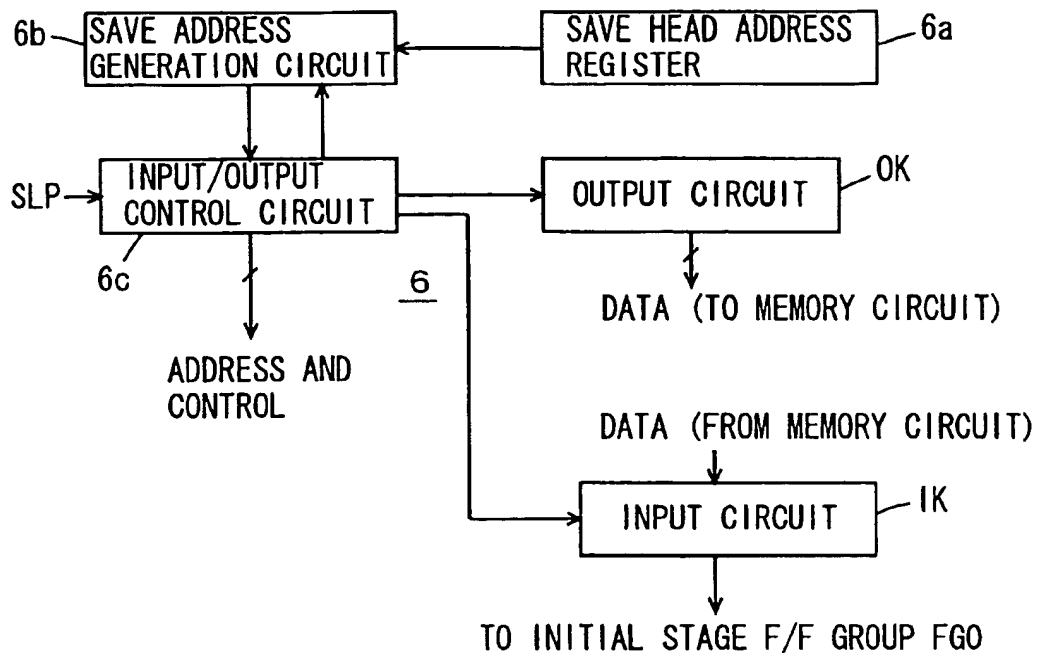 6b
SAVE ADDRESS
GENERATION CIRCUIT
SAVE HEAD ADDRESS
REGISTER
6a
SLP
INPUT/OUTPUT
CONTROL CIRCUIT
6c
OUTPUT CIRCUIT
OK
6
DATA (TO MEMORY CIRCUIT)
ADDRESS AND
CONTROL
DATA (FROM MEMORY CIRCUIT)
INPUT CIRCUIT
IK
TO INITIAL STAGE F/F GROUP FGO